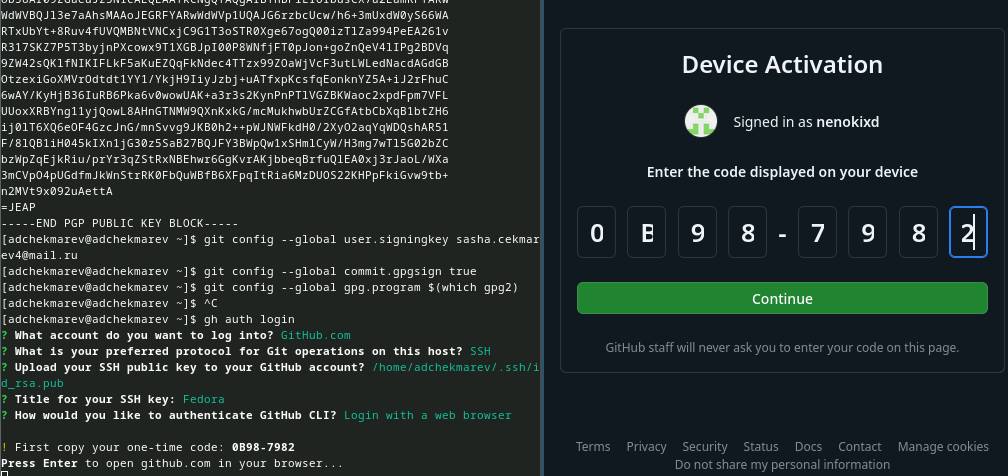 WdWVBQJl3e7aAhsMAAoJEGRFYARwWdWVp1UQAJG6rzbcUcw/h6+3mUxdW0yS66WA
RTxUbYt+8Ruv4fUVQMBNtVNCxjC9G1T3oSTR0Xge67ogQ00izTlZa994PeEA261v
R317SKZ7P5T3byjnPXcowx9T1XGBJpI00P8WNfjFT0pJon+goZnQeV4lIPg2BDVq
9ZW42sQKlfNIKIFLkF5aKuEZQqFkNdec4TTzx99ZOaWjVcF3utLWLedNacdAGdGB
OtzexiGoXMVrOdtdt1YY1/YkjH9IiyJzbj+uATfxpKcsfqEonknYZ5A+iJ2rFhuC
6wAY/KyHjB36IuRB6Pka6v0wowUAK+a3r3s2KynPnPTlVGZBKWaoc2xpdFpm7VFL
UUoxXRBYng11yjQowL8AHnGTNMW9QXnKxkG/mcMukhwbUrZCGfAtbCbXqB1btZH6
ij01T6XQ6eOF4GzcJnG/mnSvvg9JKB0h2++pWJNWFkdH0/2XyO2aqYqWDQshAR51
F/8lQB1iH045kIXn1jG30z5SaB27BQJFY3BWpQw1xSHmlCyW/H3mg7wTl5G02bZC
bzWpZqEjkRiu/prYr3qZStRxNBEhwr6GgKvrAKjbbeqBrfuQlEA0xj3rJaoL/WXa
3mCVpO4pUGdfmJkWnStrRK0FbQuWBfB6XFpqItRia6MzDUOS22KHPpFkiGvw9tb+
n2MVt9x092uAettA
=JEAP
-----END PGP PUBLIC KEY BLOCK-----
[adchekmarev@adchekmarev ~]$ git config --global user.signingkey sasha.cekmar
ev4@mail.ru
[adchekmarev@adchekmarev ~]$ git config --global commit.gpgsign true
[adchekmarev@adchekmarev ~]$ git config --global gpg.program $(which gpg2)
[adchekmarev@adchekmarev ~]$ ^C
[adchekmarev@adchekmarev ~]$ gh auth login
? What account do you want to log into? GitHub.com
? What is your preferred protocol for Git operations on this host? SSH
? Upload your SSH public key to your GitHub account? /home/adchekmarev/.ssh/i
d_rsa.pub
? Title for your SSH key: Fedora
? How would you like to authenticate GitHub CLI? Login with a web browser
! First copy your one-time code: 0B98-7982
Press Enter to open github.com in your browser...
Device Activation
Signed in as nenokixd
Enter the code displayed on your device
0 B 9 8 - 7 9 8 2
Continue
GitHub staff will never ask you to enter your code on this page.
Terms Privacy Security Status Docs Contact Manage cookies
Do not share my personal information